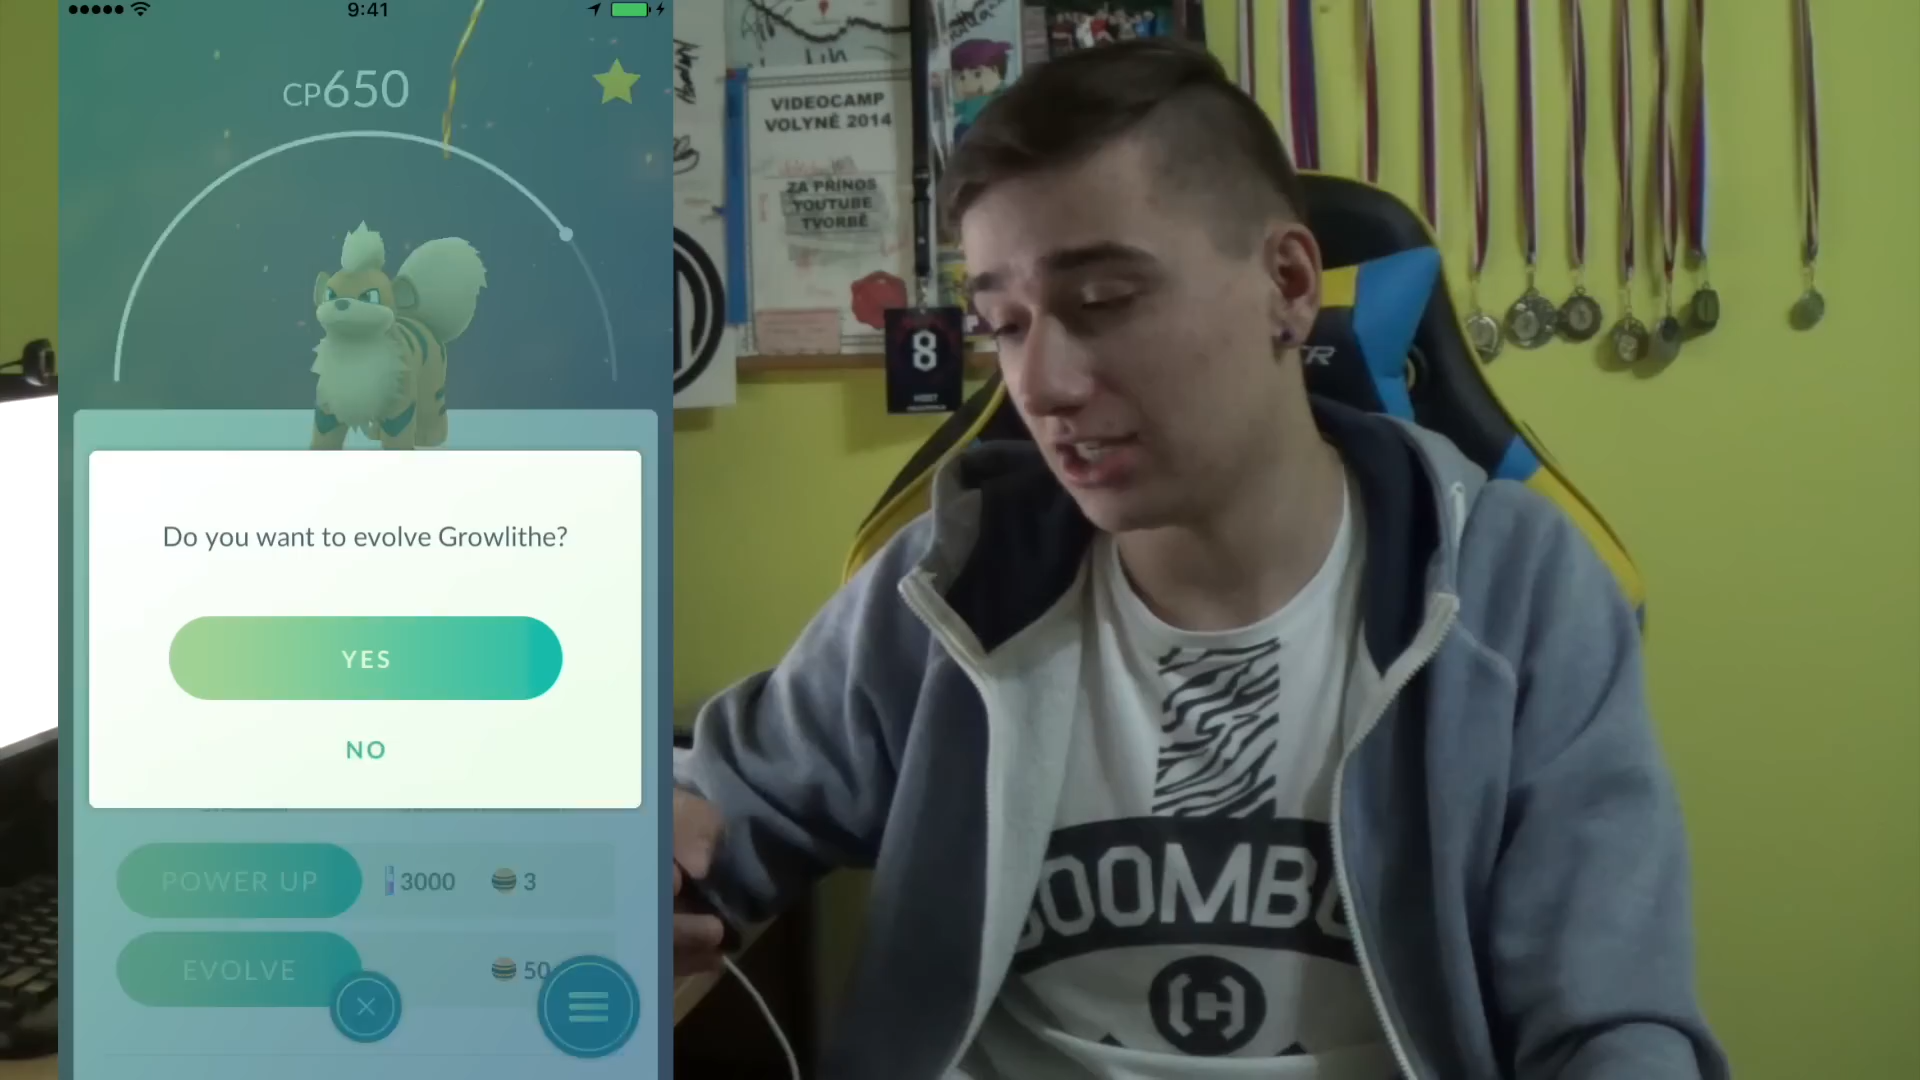 9:41
CP650
Do you want to evolve Growlithe?
YES
NO
POWER UP 3000 3
EVOLVE 50
VIDEOCAMP
VOLYNĚ 2014
ZA PŘÍNOS
YOUTUBE
TVORBĚ
8
OOMB